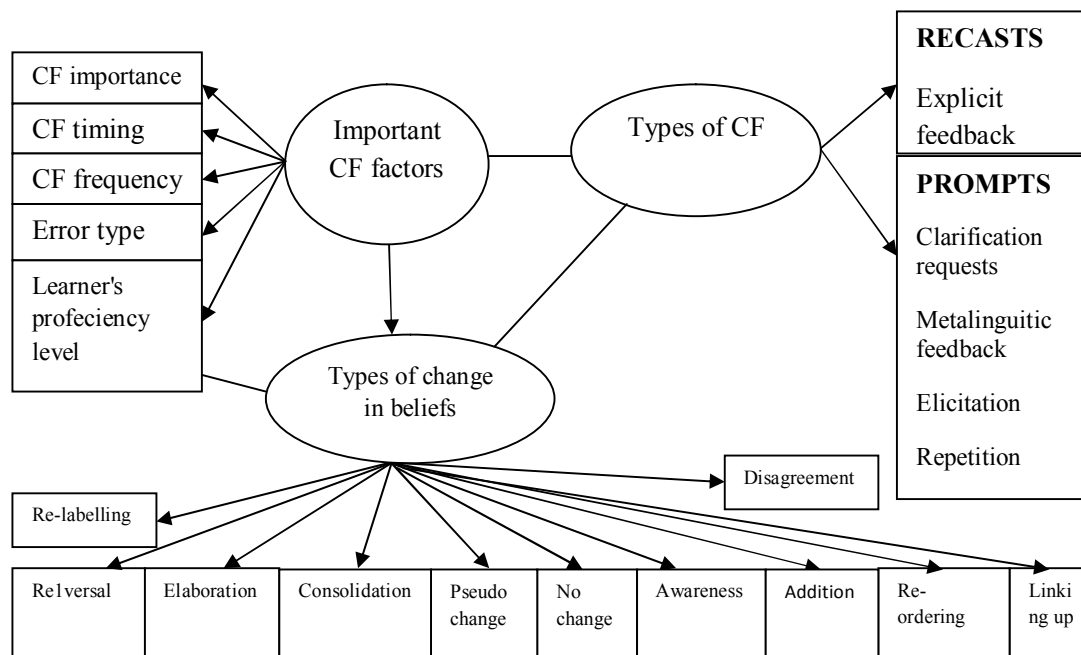 CF importance
CF timing
CF frequency
Error type
Learner's
profeciency
level
Important
CF factors
Types of CF
RECASTS
Explicit
feedback
PROMPTS
Clarification
requests
Metalinguitic
feedback
Elicitation
Repetition
Types of change
in beliefs
Disagreement
Re-labelling
Re1versal
Elaboration
Consolidation
Pseudo
change
No
change
Awareness
Addition
Re-
ordering
Linki
ng up